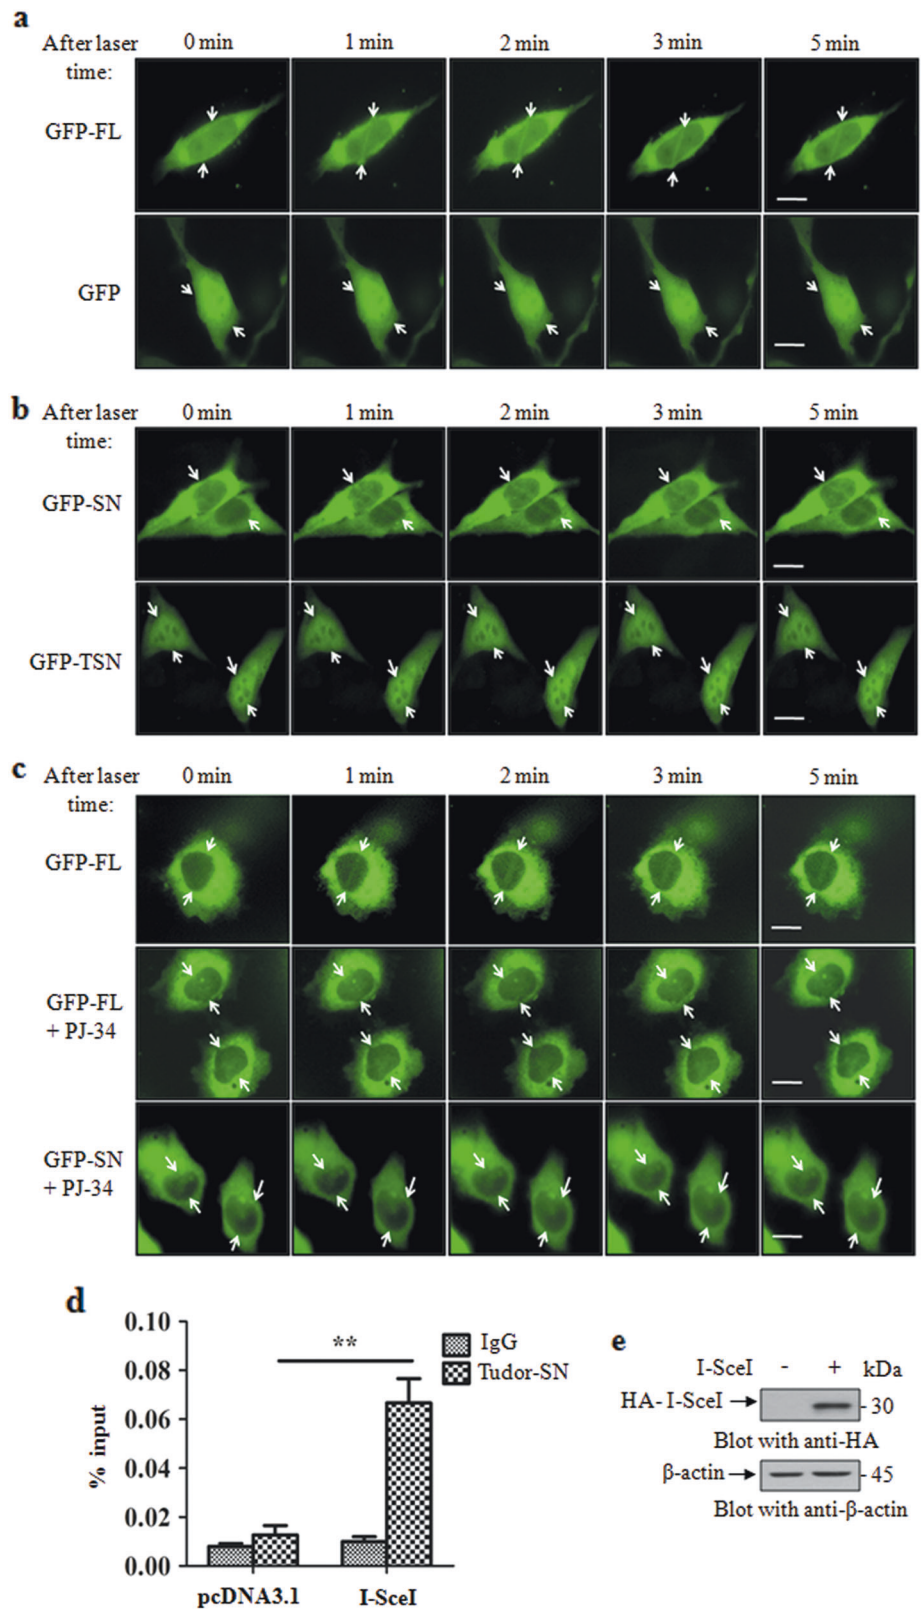 a
After laser time: 0 min 1 min 2 min 3 min 5 min
GFP-FL
GFP
b
After laser time: 0 min 1 min 2 min 3 min 5 min
GFP-SN
GFP-TSN
c
After laser time: 0 min 1 min 2 min 3 min 5 min
GFP-FL
GFP-FL
+ PJ-34
GFP-SN
+ PJ-34
d
% input
0.10
0.08
0.06
0.04
0.02
0.00
**
IgG
Tudor-SN
pcDNA3.1 I-SceI
e
I-SceI - + kDa
HA- I-SceI - 30
Blot with anti-HA
β-actin - 45
Blot with anti-β-actin